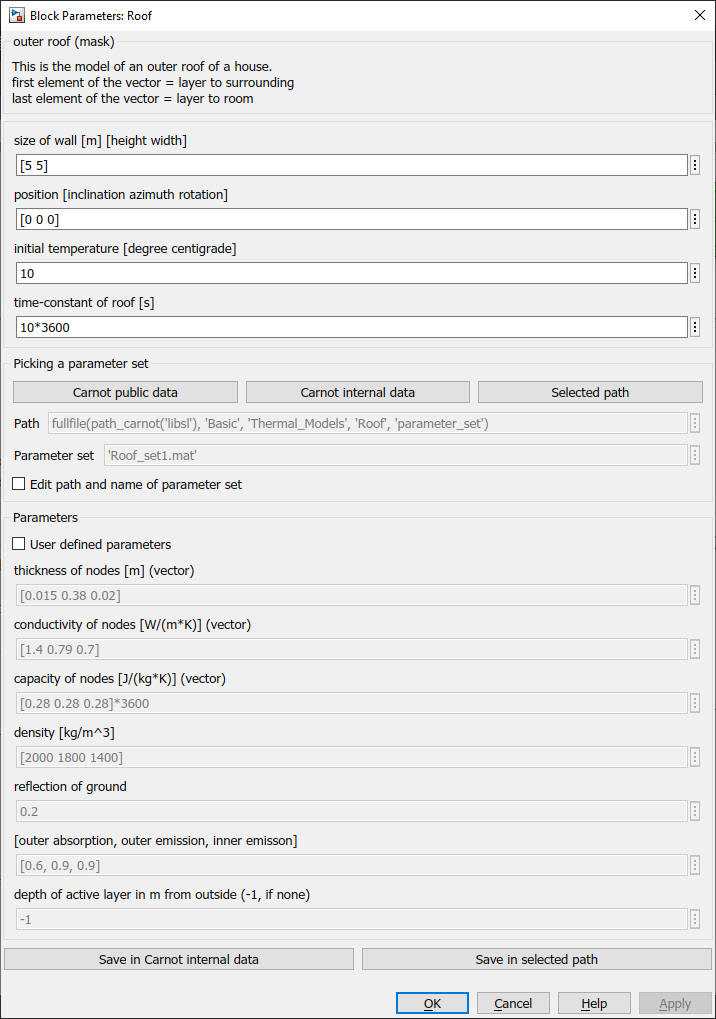 Block Parameters: Roof
outer roof (mask)
This is the model of an outer roof of a house.
first element of the vector = layer to surrounding
last element of the vector = layer to room
size of wall [m] [height width]
[5 5]
position [inclination azimuth rotation]
[0 0 0]
initial temperature [degree centigrade]
10
time-constant of roof [s]
10*3600
Picking a parameter set
Carnot public data Carnot internal data Selected path
Path fullfile(path_carnot('libsl'), 'Basic', 'Thermal_Models', 'Roof', 'parameter_set')
Parameter set 'Roof_set1.mat'
Edit path and name of parameter set
Parameters
User defined parameters
thickness of nodes [m] (vector)
[0.015 0.38 0.02]
conductivity of nodes [W/(m*K)] (vector)
[1.4 0.79 0.7]
capacity of nodes [J/(kg*K)] (vector)
[0.28 0.28 0.28]*3600
density [kg/m^3]
[2000 1800 1400]
reflection of ground
0.2
[outer absorption, outer emission, inner emisson]
[0.6, 0.9, 0.9]
depth of active layer in m from outside (-1, if none)
-1
Save in Carnot internal data Save in selected path
OK Cancel Help Apply